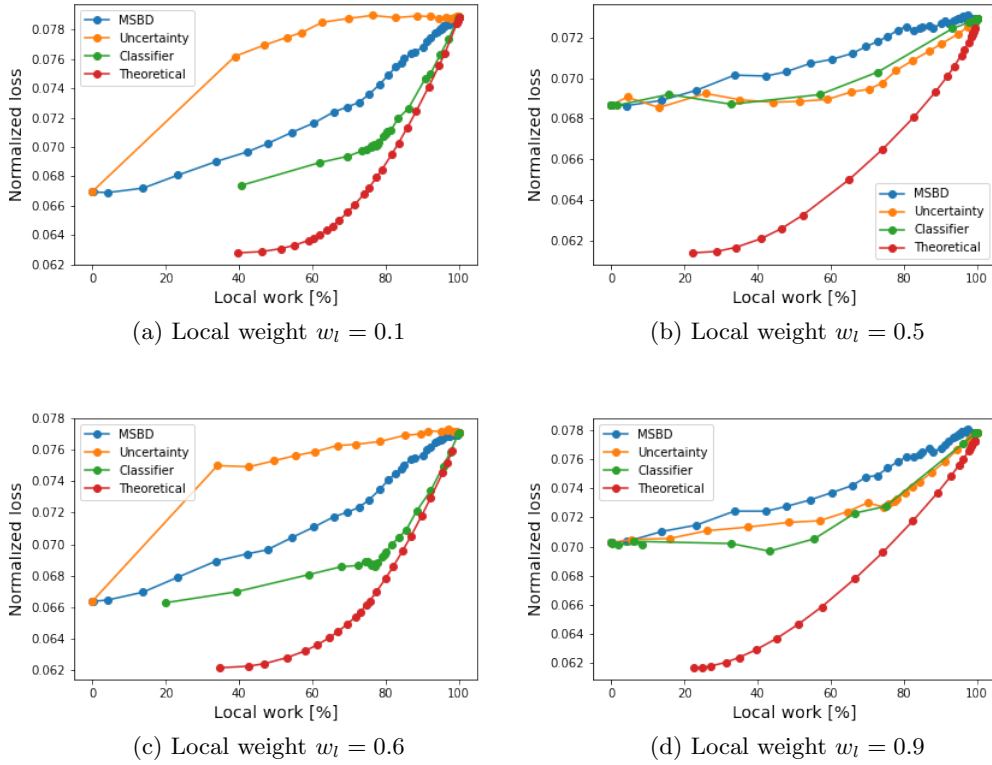 0.078
0.076
0.074
0.072
0.070
0.068
0.066
0.064
0.062
Normalized loss
MSBD
Uncertainty
Classifier
Theoretical
0 20 40 60 80 100
Local work [%]
(a) Local weight w_l = 0.1
0.072
0.070
0.068
0.066
0.064
0.062
Normalized loss
MSBD
Uncertainty
Classifier
Theoretical
0 20 40 60 80 100
Local work [%]
(b) Local weight w_l = 0.5
0.078
0.076
0.074
0.072
0.070
0.068
0.066
0.064
0.062
Normalized loss
MSBD
Uncertainty
Classifier
Theoretical
0 20 40 60 80 100
Local work [%]
(c) Local weight w_l = 0.6
0.078
0.076
0.074
0.072
0.070
0.068
0.066
0.064
0.062
Normalized loss
MSBD
Uncertainty
Classifier
Theoretical
0 20 40 60 80 100
Local work [%]
(d) Local weight w_l = 0.9